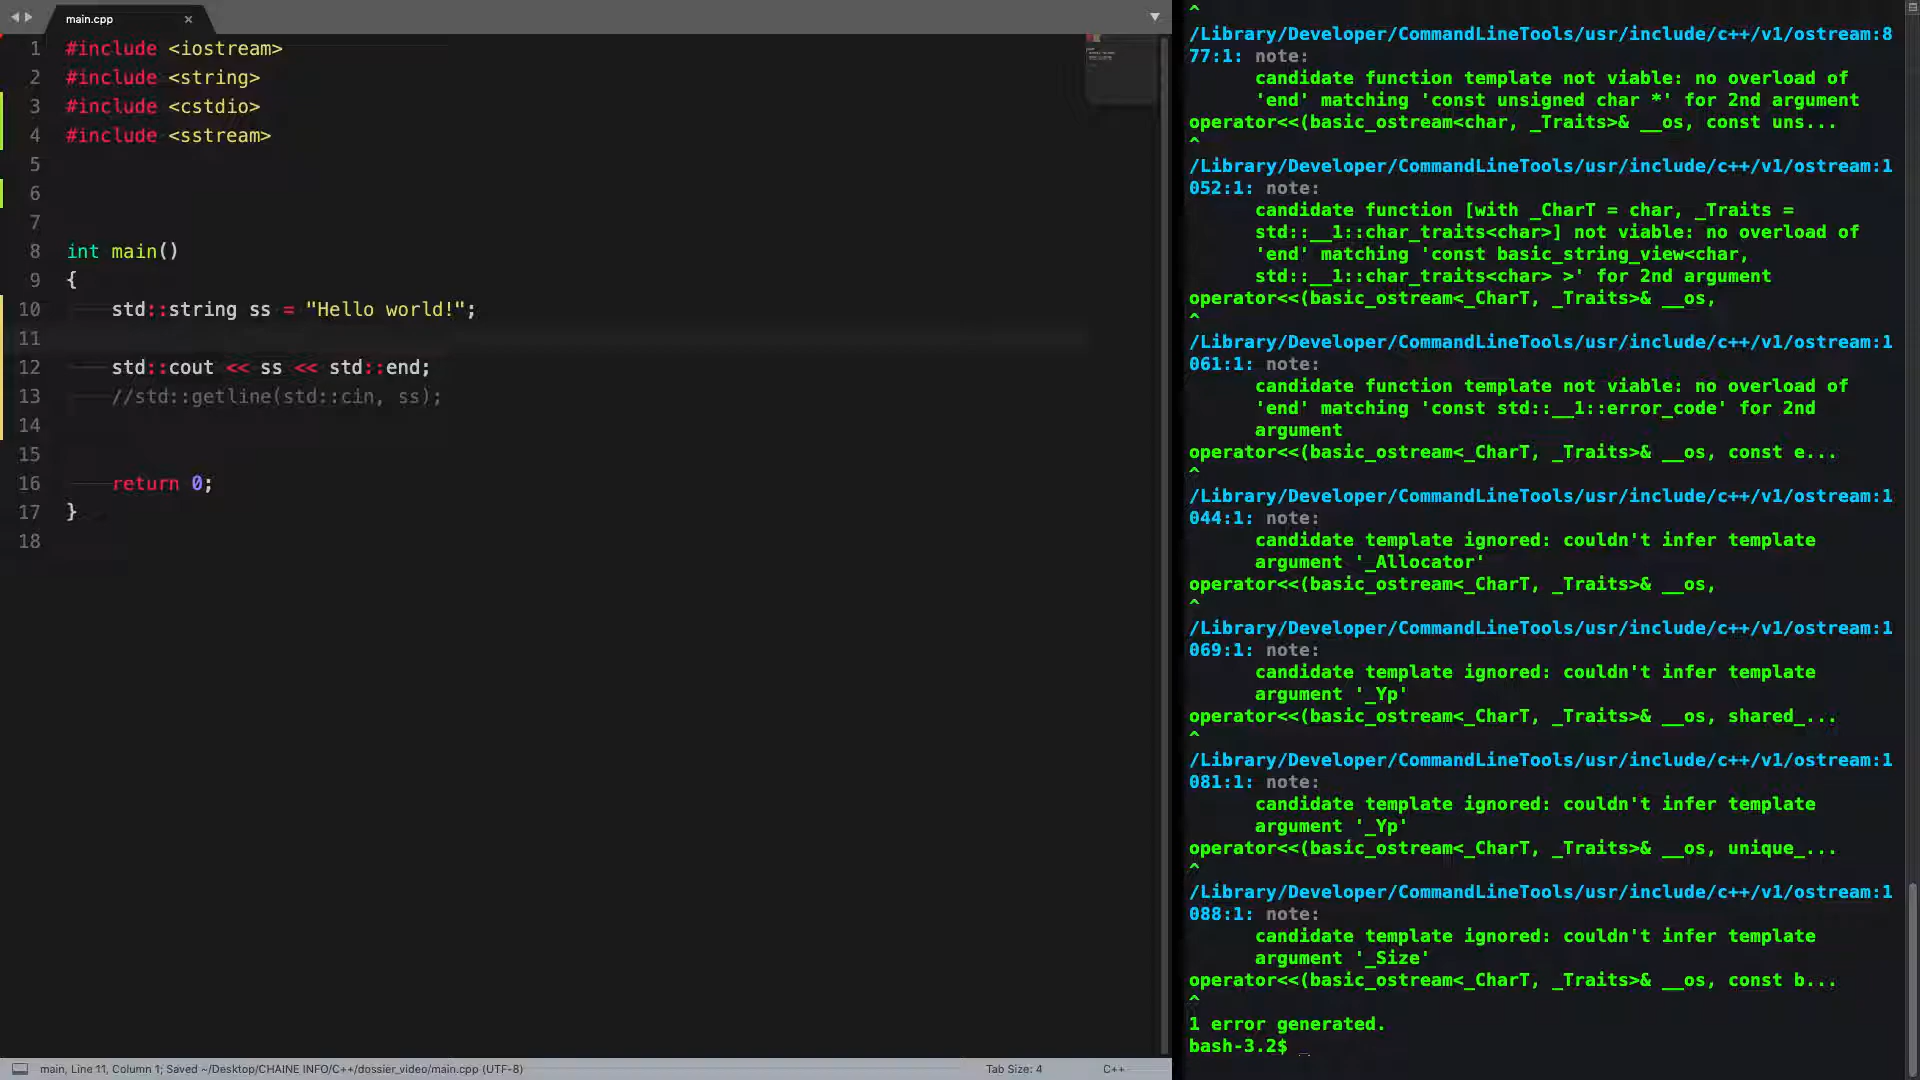 main.cpp ×
1 #include <iostream>
2 #include <string>
3 #include <cstdio>
4 #include <sstream>
5
6
7
8 int main()
9 {
10 std::string ss = "Hello world!";
11
12 std::cout << ss << std::end;
13 //std::getline(std::cin, ss);
14
15
16 return 0;
17 }
18
main, Line 11, Column 1; Saved ~/Desktop/CHAINE INFO/C++/dossier_video/main.cpp (UTF-8)
Tab Size: 4
C++
^
/Library/Developer/CommandLineTools/usr/include/c++/v1/ostream:8
77:1: note:
candidate function template not viable: no overload of
'end' matching 'const unsigned char *' for 2nd argument
operator<<(basic_ostream<char, _Traits>& __os, const uns...
^
/Library/Developer/CommandLineTools/usr/include/c++/v1/ostream:1
052:1: note:
candidate function [with _CharT = char, _Traits =
std::__1::char_traits<char>] not viable: no overload of
'end' matching 'const basic_string_view<char,
std::__1::char_traits<char> >' for 2nd argument
operator<<(basic_ostream<_CharT, _Traits>& __os,
^
/Library/Developer/CommandLineTools/usr/include/c++/v1/ostream:1
061:1: note:
candidate function template not viable: no overload of
'end' matching 'const std::__1::error_code' for 2nd
argument
operator<<(basic_ostream<_CharT, _Traits>& __os, const e...
^
/Library/Developer/CommandLineTools/usr/include/c++/v1/ostream:1
044:1: note:
candidate template ignored: couldn't infer template
argument '_Allocator'
operator<<(basic_ostream<_CharT, _Traits>& __os,
^
/Library/Developer/CommandLineTools/usr/include/c++/v1/ostream:1
069:1: note:
candidate template ignored: couldn't infer template
argument '_Yp'
operator<<(basic_ostream<_CharT, _Traits>& __os, shared_...
^
/Library/Developer/CommandLineTools/usr/include/c++/v1/ostream:1
081:1: note:
candidate template ignored: couldn't infer template
argument '_Yp'
operator<<(basic_ostream<_CharT, _Traits>& __os, unique_...
^
/Library/Developer/CommandLineTools/usr/include/c++/v1/ostream:1
088:1: note:
candidate template ignored: couldn't infer template
argument '_Size'
operator<<(basic_ostream<_CharT, _Traits>& __os, const b...
^
1 error generated.
bash-3.2$ _